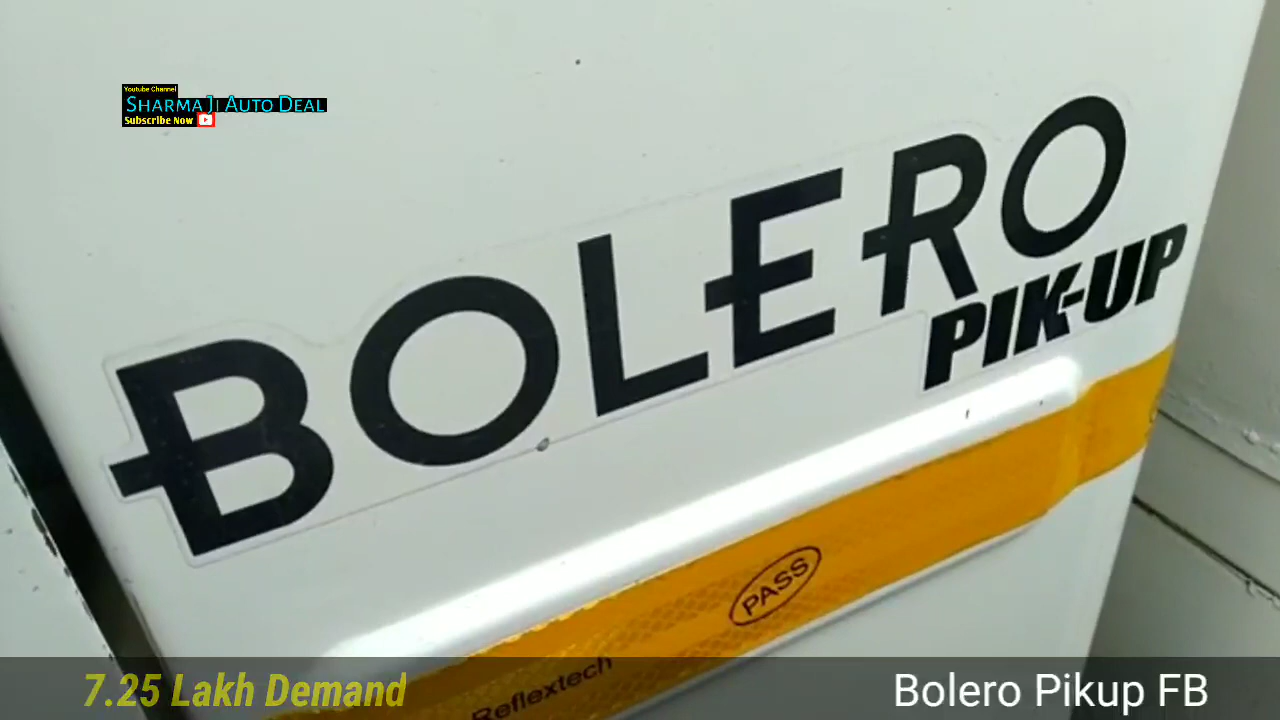 Youtube Channel
SHARMA JI AUTO DEAL
Subscribe Now
BOLERO
PIK-UP
PASS
Reflextech
7.25 Lakh Demand
Bolero Pikup FB